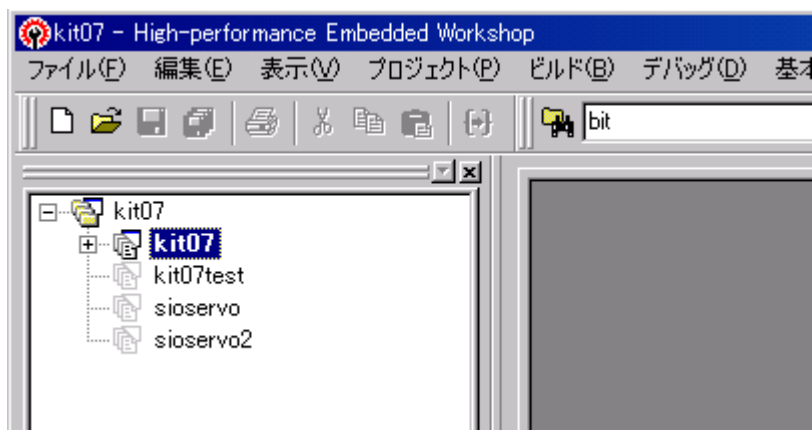 kit07 - High-performance Embedded Workshop
ファイル(F) 編集(E) 表示(V) プロジェクト(P) ビルド(B) デバッグ(D) 基本
bit
kit07
kit07
kit07test
sioservo
sioservo2